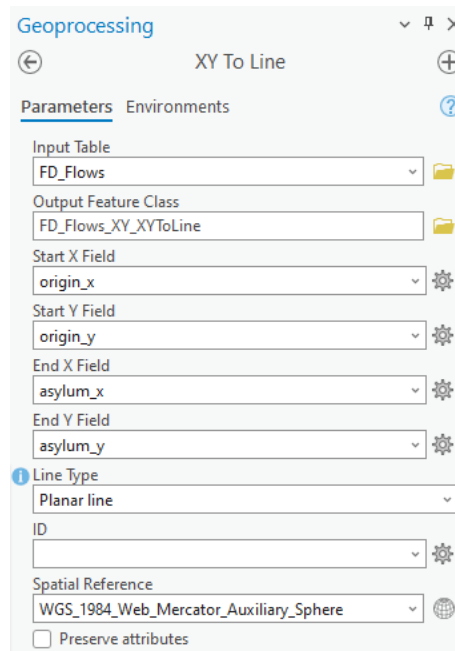 Geoprocessing
XY To Line
Parameters Environments
Input Table
FD_Flows
Output Feature Class
FD_Flows_XY_XYToLine
Start X Field
origin_x
Start Y Field
origin_y
End X Field
asylum_x
End Y Field
asylum_y
Line Type
Planar line
ID
Spatial Reference
WGS_1984_Web_Mercator_Auxiliary_Sphere
Preserve attributes